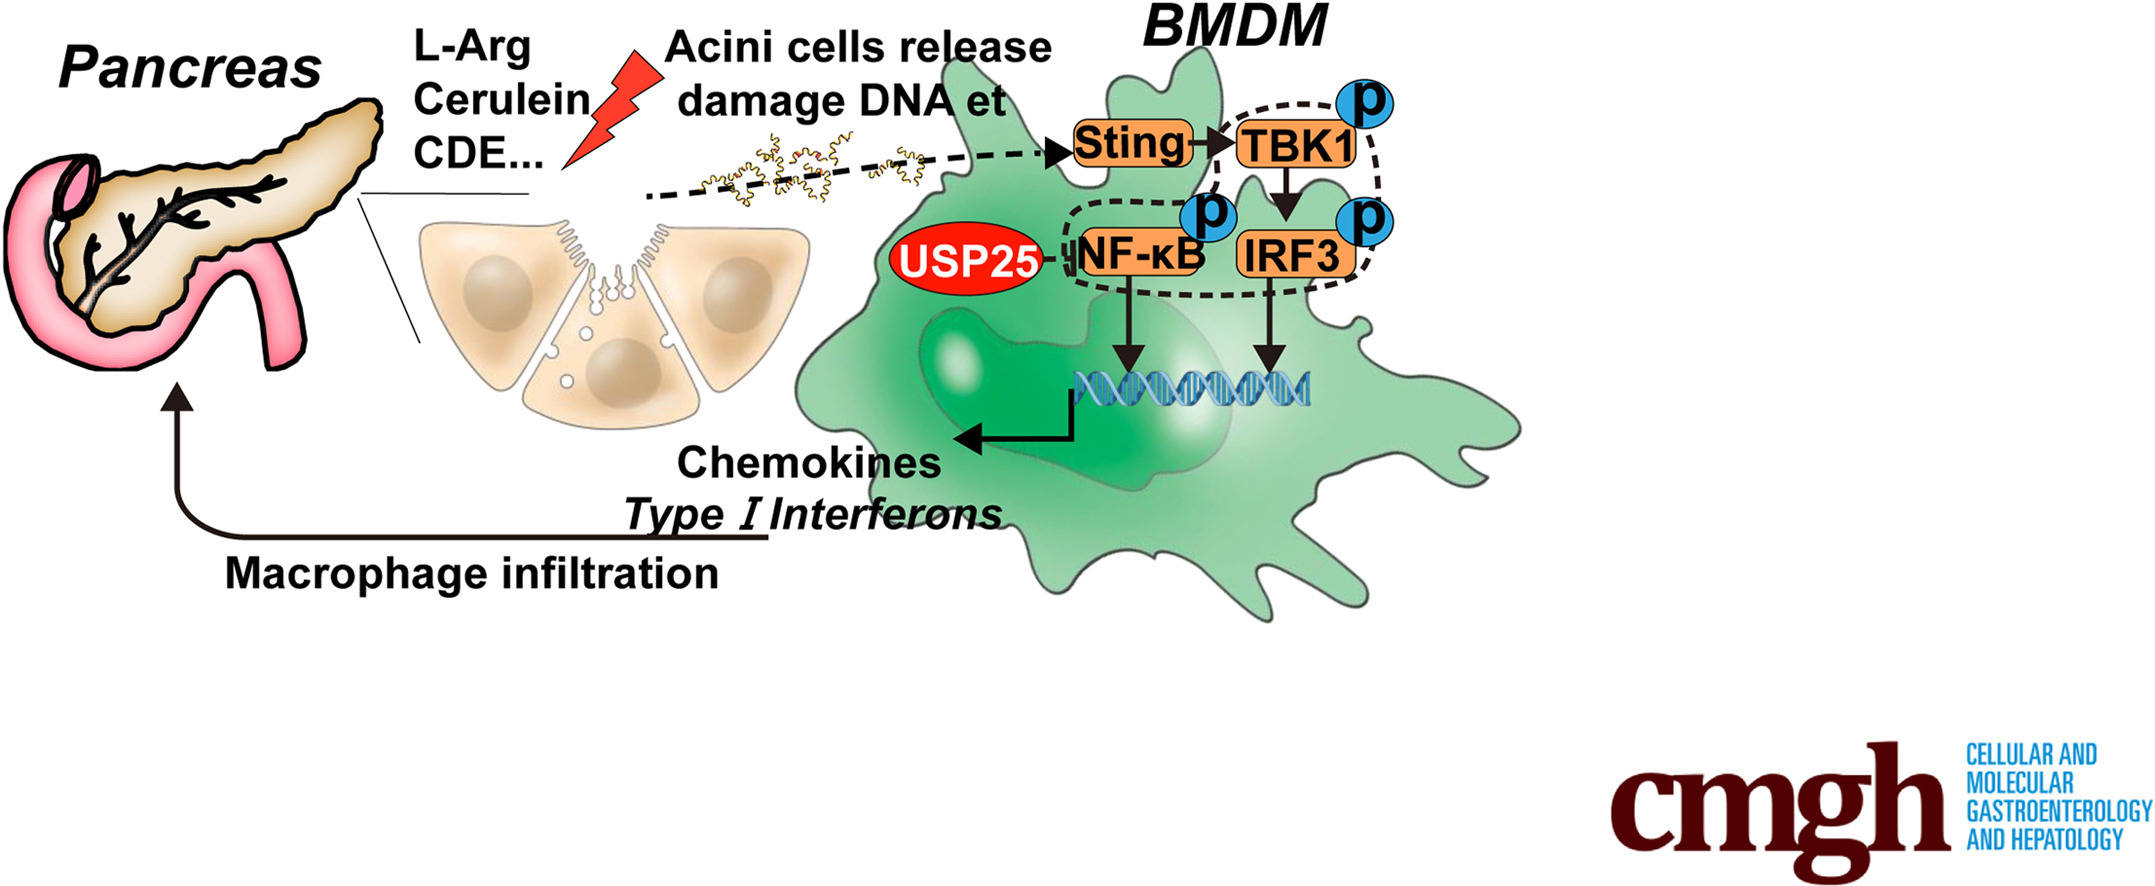 Pancreas
L-Arg
Cerulein
CDE...
Acini cells release
damage DNA et
BMDM
Sting
TBK1
p
USP25
NF-κB
p
IRF3
p
Chemokines
Type I Interferons
Macrophage infiltration
cmgh
CELLULAR AND
MOLECULAR
GASTROENTEROLOGY
AND HEPATOLOGY